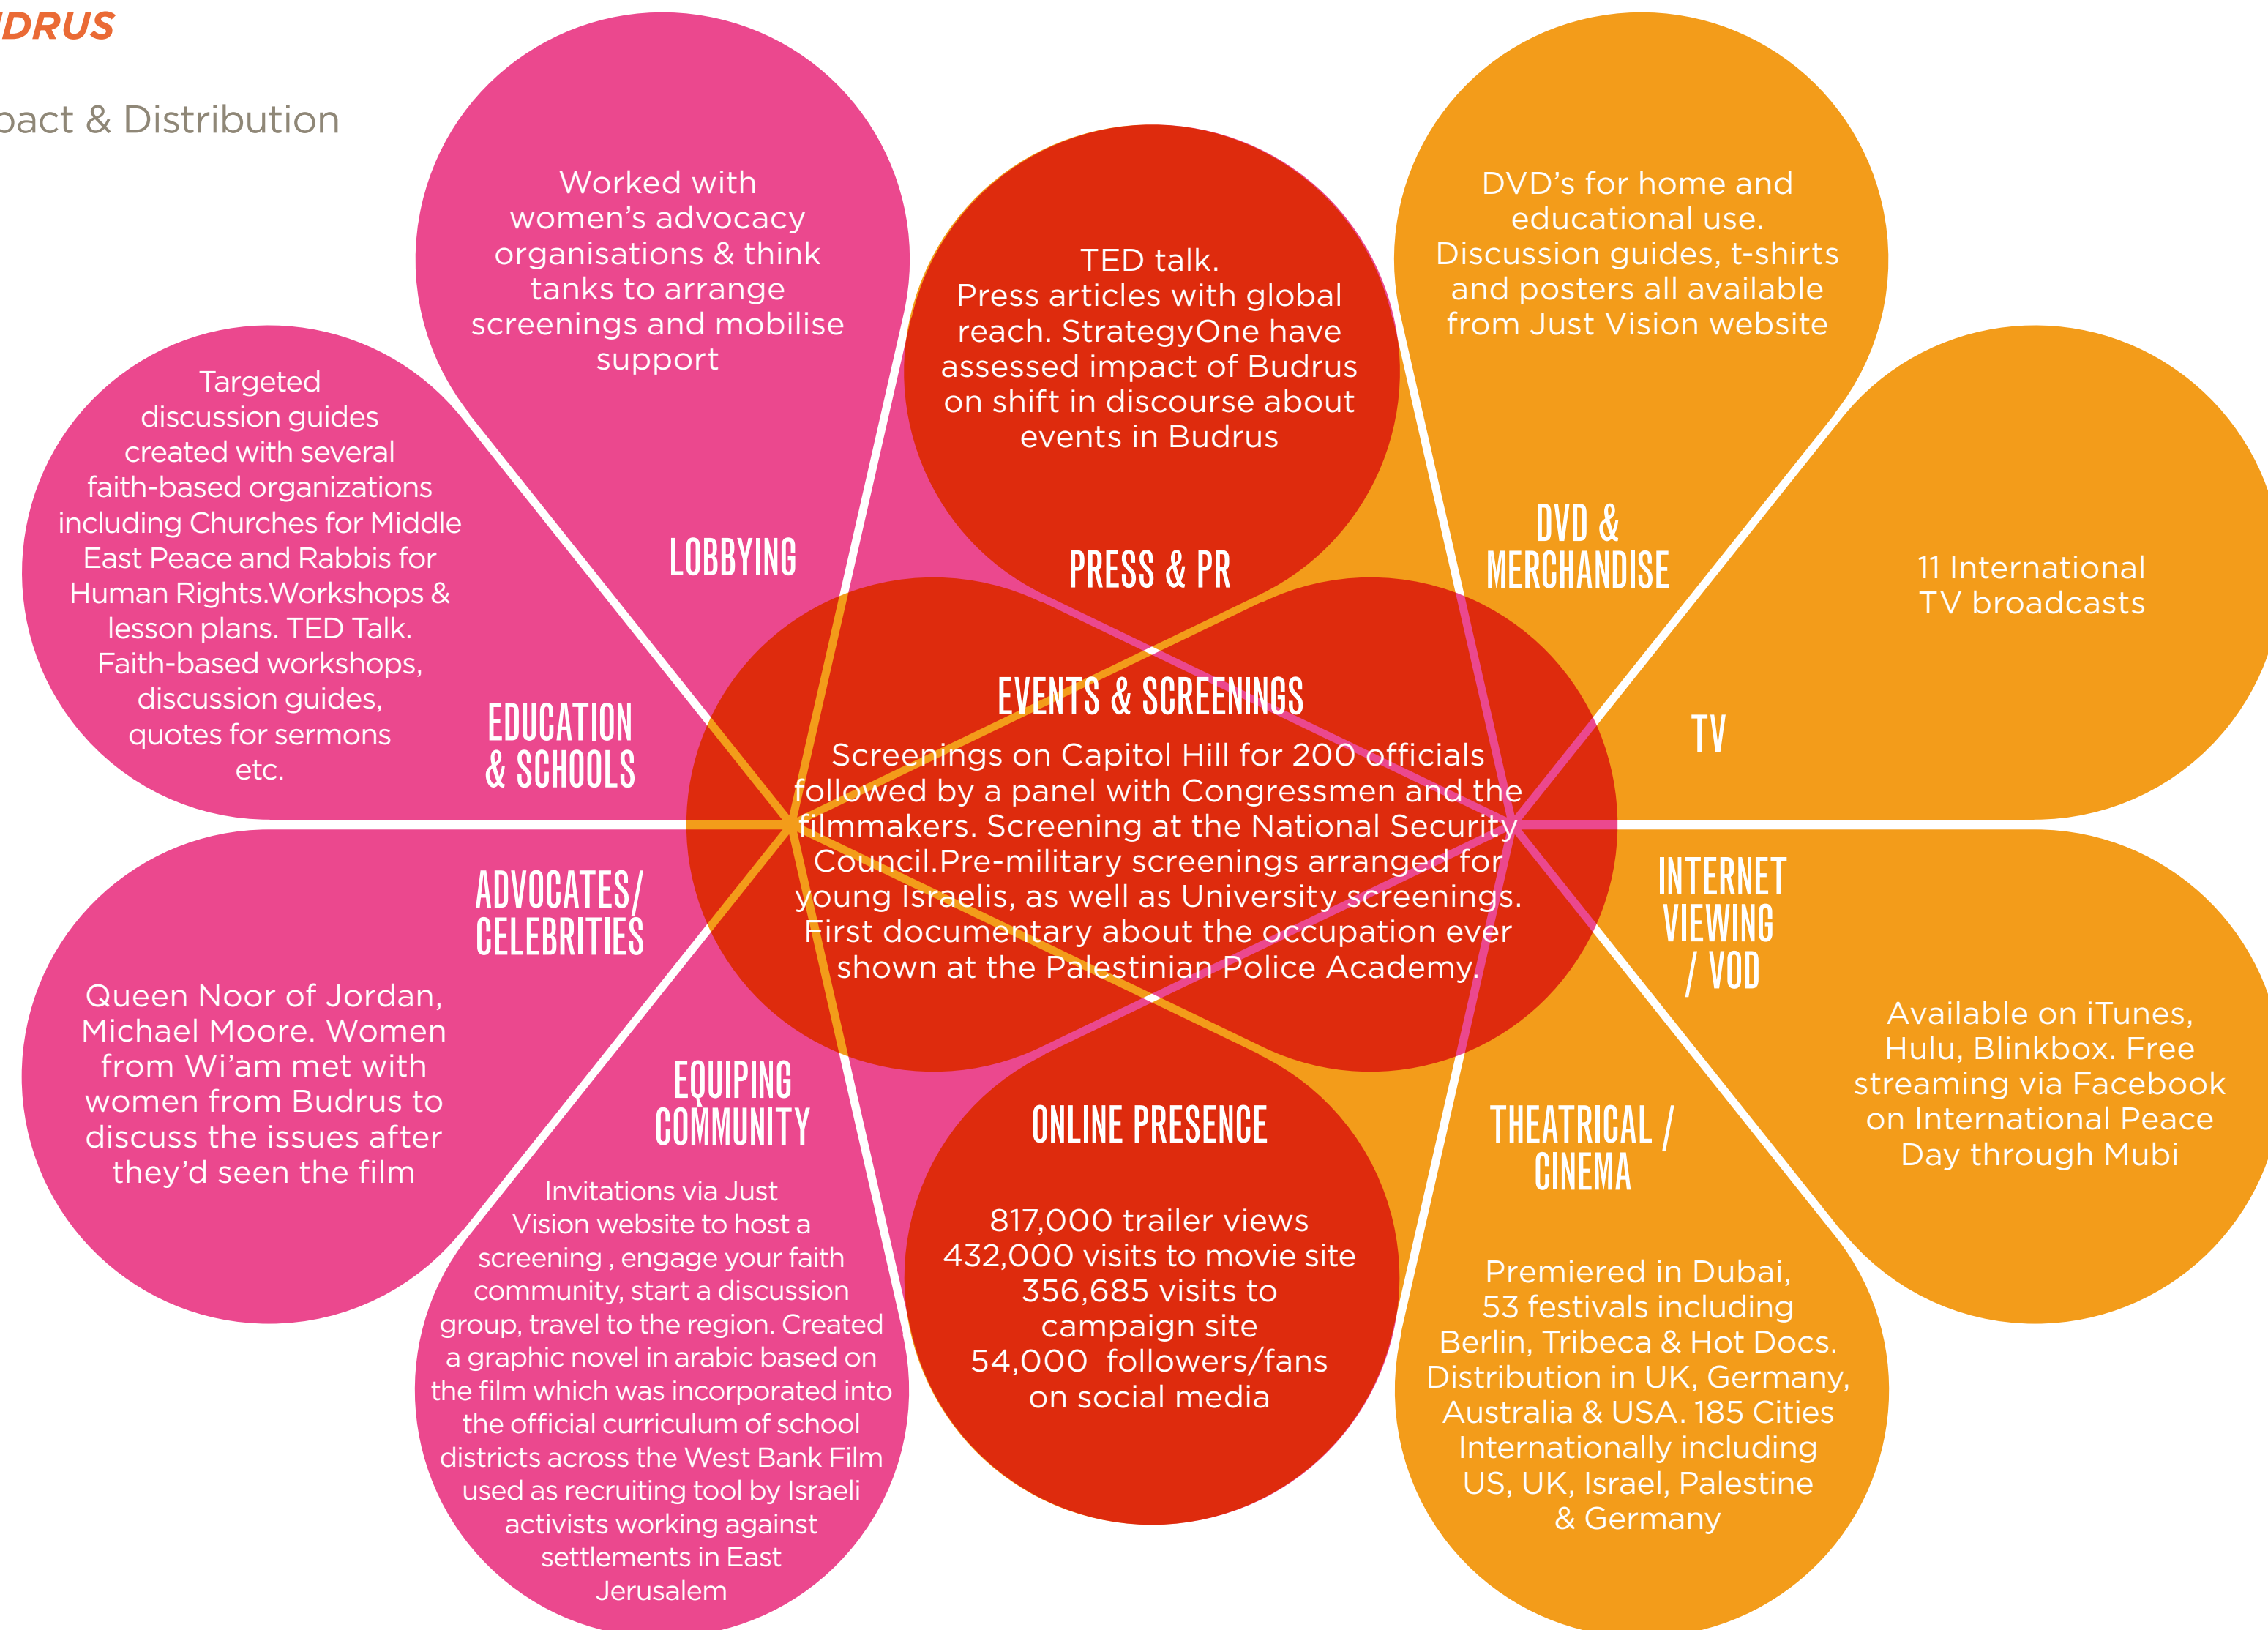 DRUS
pact & Distribution
Worked with
women's advocacy
organisations & think
tanks to arrange
screenings and mobilise
support
LOBBYING
TED talk.
Press articles with global
reach. StrategyOne have
assessed impact of Budrus
on shift in discourse about
events in Budrus
PRESS & PR
DVD's for home and
educational use.
Discussion guides, t-shirts
and posters all available
from Just Vision website
DVD &
MERCHANDISE
Targeted
discussion guides
created with several
faith-based organizations
including Churches for Middle
East Peace and Rabbis for
Human Rights.Workshops &
lesson plans. TED Talk.
Faith-based workshops,
discussion guides,
quotes for sermons
etc.
EDUCATION
& SCHOOLS
11 International
TV broadcasts
TV
EVENTS & SCREENINGS
Screenings on Capitol Hill for 200 officials
followed by a panel with Congressmen and the
filmmakers. Screening at the National Security
Council.Pre-military screenings arranged for
young Israelis, as well as University screenings.
First documentary about the occupation ever
shown at the Palestinian Police Academy.
ADVOCATES/
CELEBRITIES
Queen Noor of Jordan,
Michael Moore. Women
from Wi'am met with
women from Budrus to
discuss the issues after
they'd seen the film
INTERNET
VIEWING
/ VOD
Available on iTunes,
Hulu, Blinkbox. Free
streaming via Facebook
on International Peace
Day through Mubi
EQUIPING
COMMUNITY
Invitations via Just
Vision website to host a
screening , engage your faith
community, start a discussion
group, travel to the region. Created
a graphic novel in arabic based on
the film which was incorporated into
the official curriculum of school
districts across the West Bank Film
used as recruiting tool by Israeli
activists working against
settlements in East
Jerusalem
ONLINE PRESENCE
817,000 trailer views
432,000 visits to movie site
356,685 visits to
campaign site
54,000  followers/fans
on social media
THEATRICAL /
CINEMA
Premiered in Dubai,
53 festivals including
Berlin, Tribeca & Hot Docs.
Distribution in UK, Germany,
Australia & USA. 185 Cities
Internationally including
US, UK, Israel, Palestine
& Germany